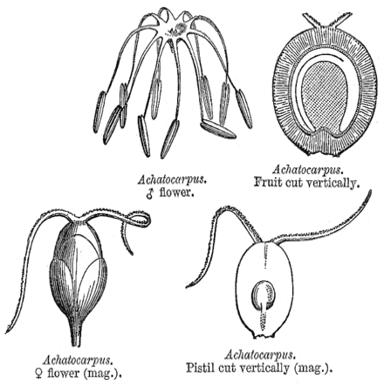 Achatocarpus.
♂ flower.
Achatocarpus.
Fruit cut vertically.
Achatocarpus.
♀ flower (mag.).
Achatocarpus.
Pistil cut vertically (mag.).